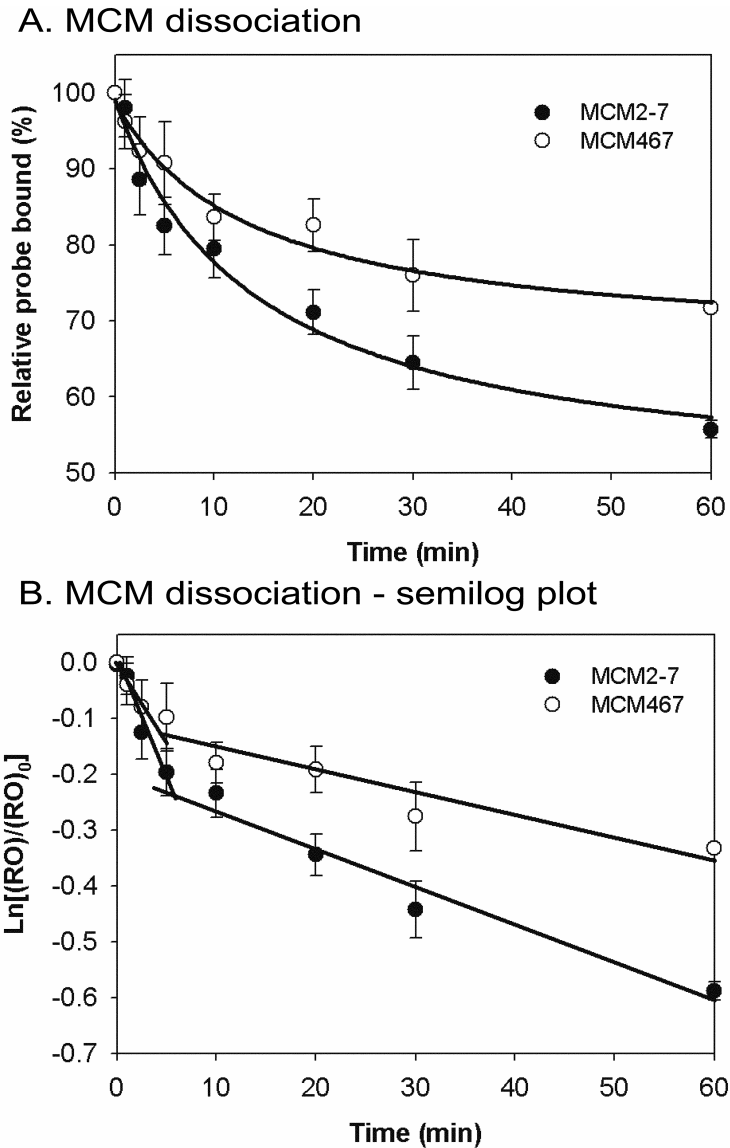 A. MCM dissociation
Relative probe bound (%)
100
90
80
70
60
50
MCM2-7
MCM467
0 10 20 30 40 50 60
Time (min)
B. MCM dissociation - semilog plot
Ln[(RO)/(RO)0]
0.0
-0.1
-0.2
-0.3
-0.4
-0.5
-0.6
-0.7
MCM2-7
MCM467
0 10 20 30 40 50 60
Time (min)